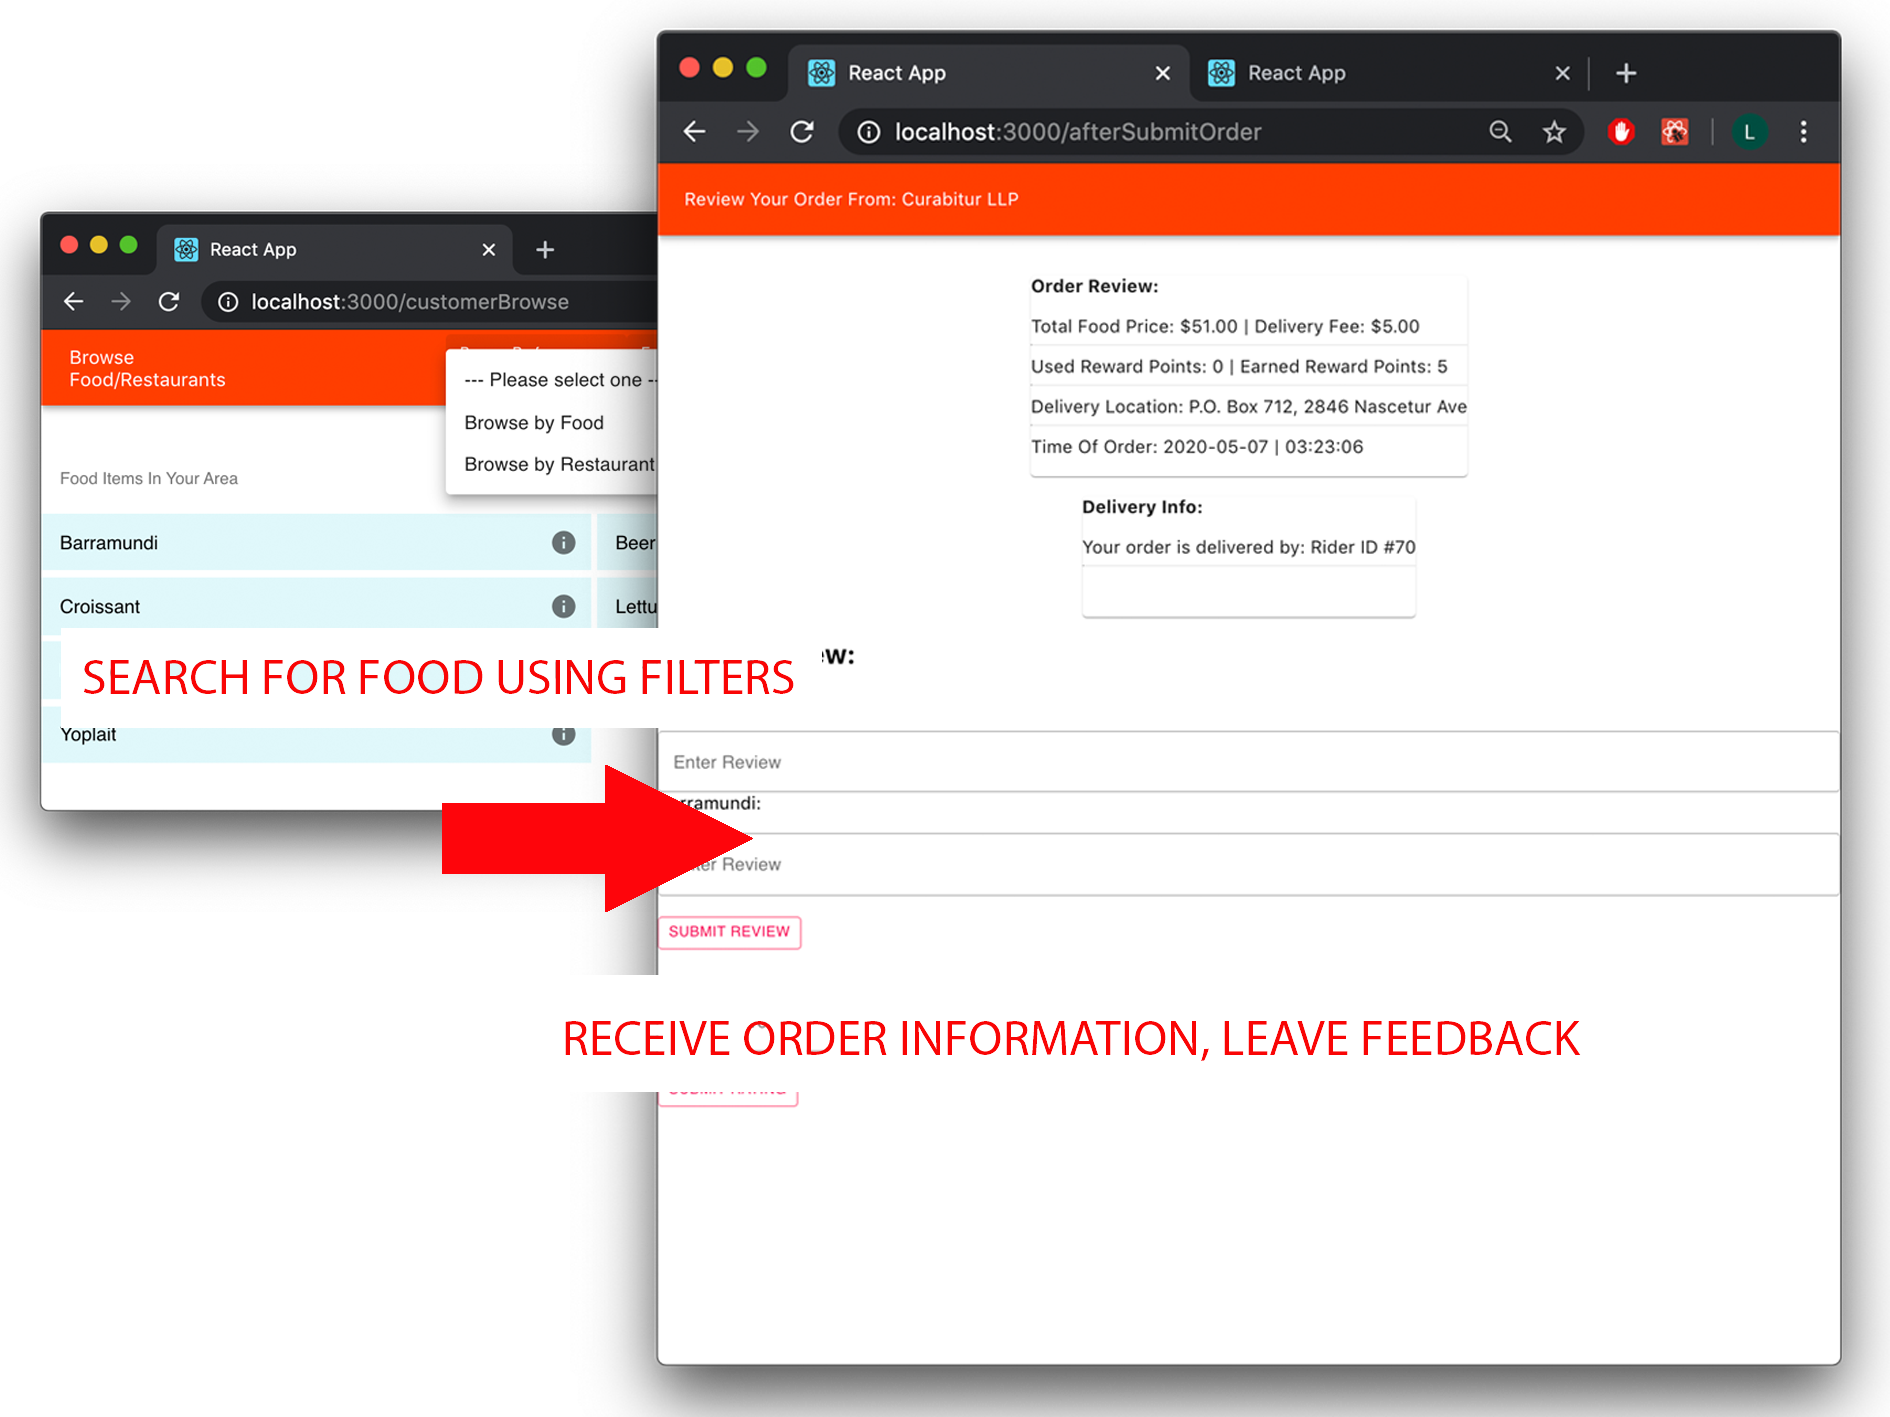 React App
localhost:3000/customerBrowse
Browse
Food/Restaurants
--- Please select one --
Browse by Food
Browse by Restaurant
Food Items In Your Area
Barramundi
Beer
Croissant
Lettu
SEARCH FOR FOOD USING FILTERS
Yoplait
React App
React App
localhost:3000/afterSubmitOrder
L
Review Your Order From: Curabitur LLP
Order Review:
Total Food Price: $51.00 | Delivery Fee: $5.00
Used Reward Points: 0 | Earned Reward Points: 5
Delivery Location: P.O. Box 712, 2846 Nascetur Ave
Time Of Order: 2020-05-07 | 03:23:06
Delivery Info:
Your order is delivered by: Rider ID #70
w:
Enter Review
rramundi:
er Review
SUBMIT REVIEW
RECEIVE ORDER INFORMATION, LEAVE FEEDBACK
SUBMIT RATING